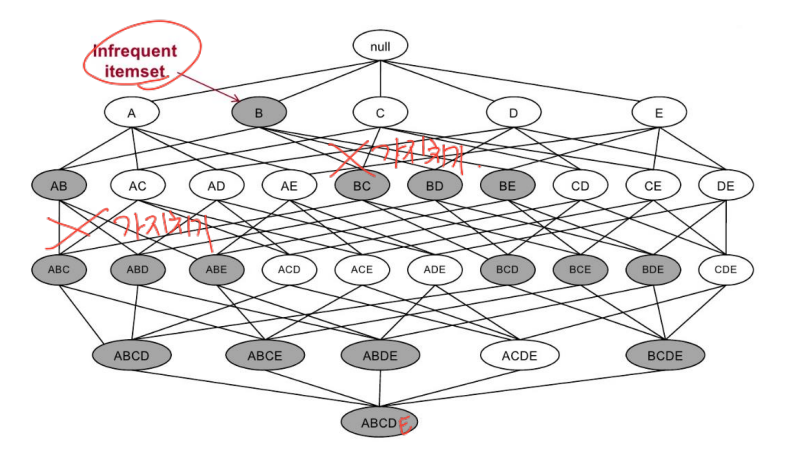 Infrequent
itemset
null
A B C D E
X 가지치기.
AB AC AD AE BC BD BE CD CE DE
X 가지치기
ABC ABD ABE ACD ACE ADE BCD BCE BDE CDE
ABCD ABCE ABDE ACDE BCDE
ABCDE